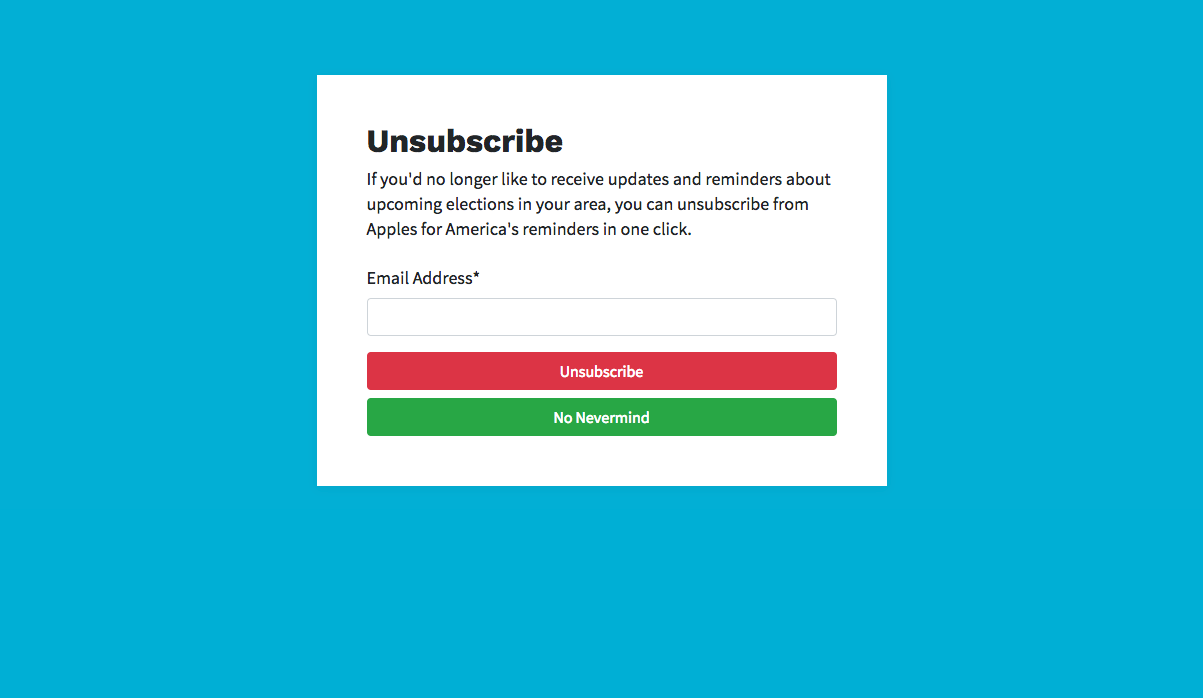 Unsubscribe
If you'd no longer like to receive updates and reminders about
upcoming elections in your area, you can unsubscribe from
Apples for America's reminders in one click.
Email Address*
Unsubscribe
No Nevermind